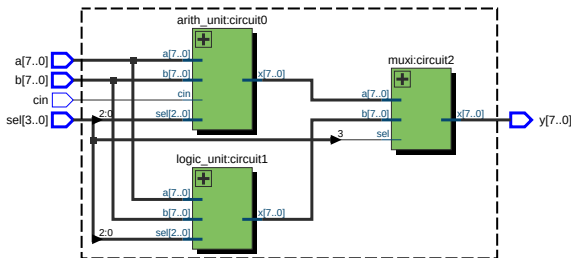 arith_unit:circuit0
a[7..0]
b[7..0]
cin
sel[3..0]
2:0
a[7..0]
b[7..0]
cin
sel[2..0]
x[7..0]
muxi:circuit2
a[7..0]
b[7..0]
sel
x[7..0]
y[7..0]
3
logic_unit:circuit1
a[7..0]
b[7..0]
sel[2..0]
x[7..0]
2:0